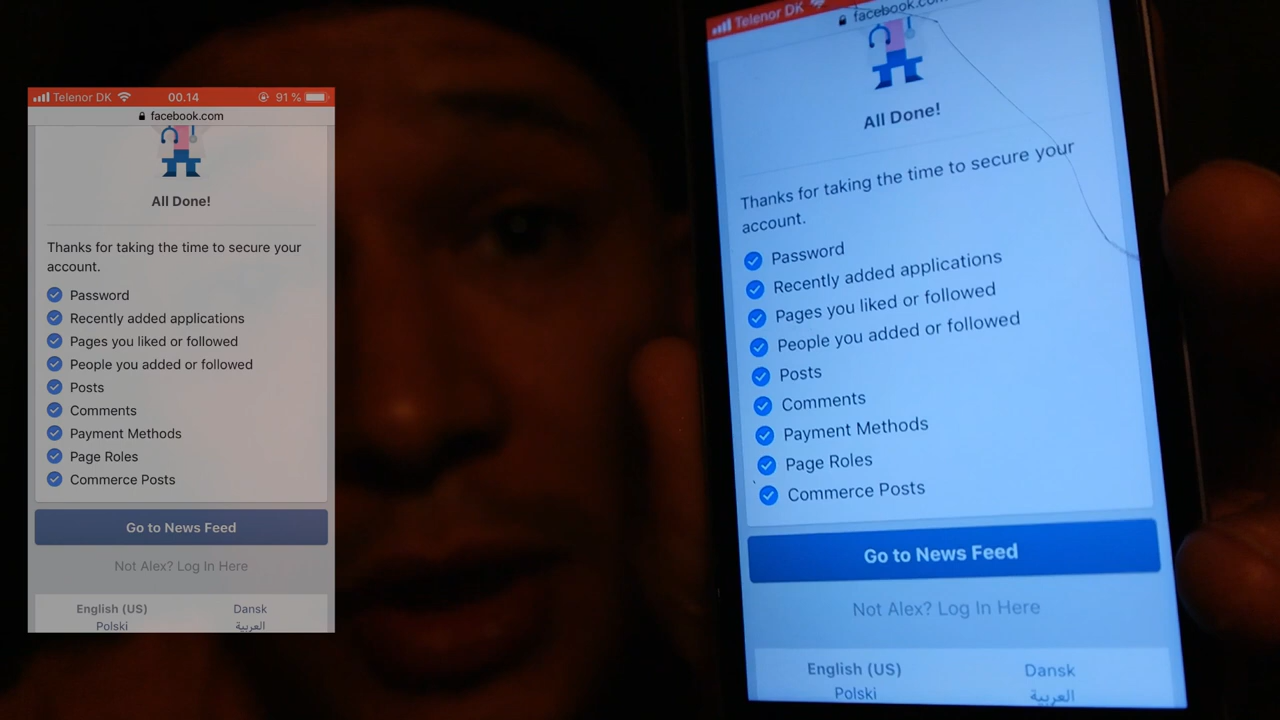 Telenor DK 00.14 91 %
facebook.com
All Done!
Thanks for taking the time to secure your
account.
Password
Recently added applications
Pages you liked or followed
People you added or followed
Posts
Comments
Payment Methods
Page Roles
Commerce Posts
Go to News Feed
Not Alex? Log In Here
English (US) Dansk
Polski العربية
Telenor DK
facebook.com
All Done!
Thanks for taking the time to secure your
account.
Password
Recently added applications
Pages you liked or followed
People you added or followed
Posts
Comments
Payment Methods
Page Roles
Commerce Posts
Go to News Feed
Not Alex? Log In Here
English (US) Dansk
Polski العربية